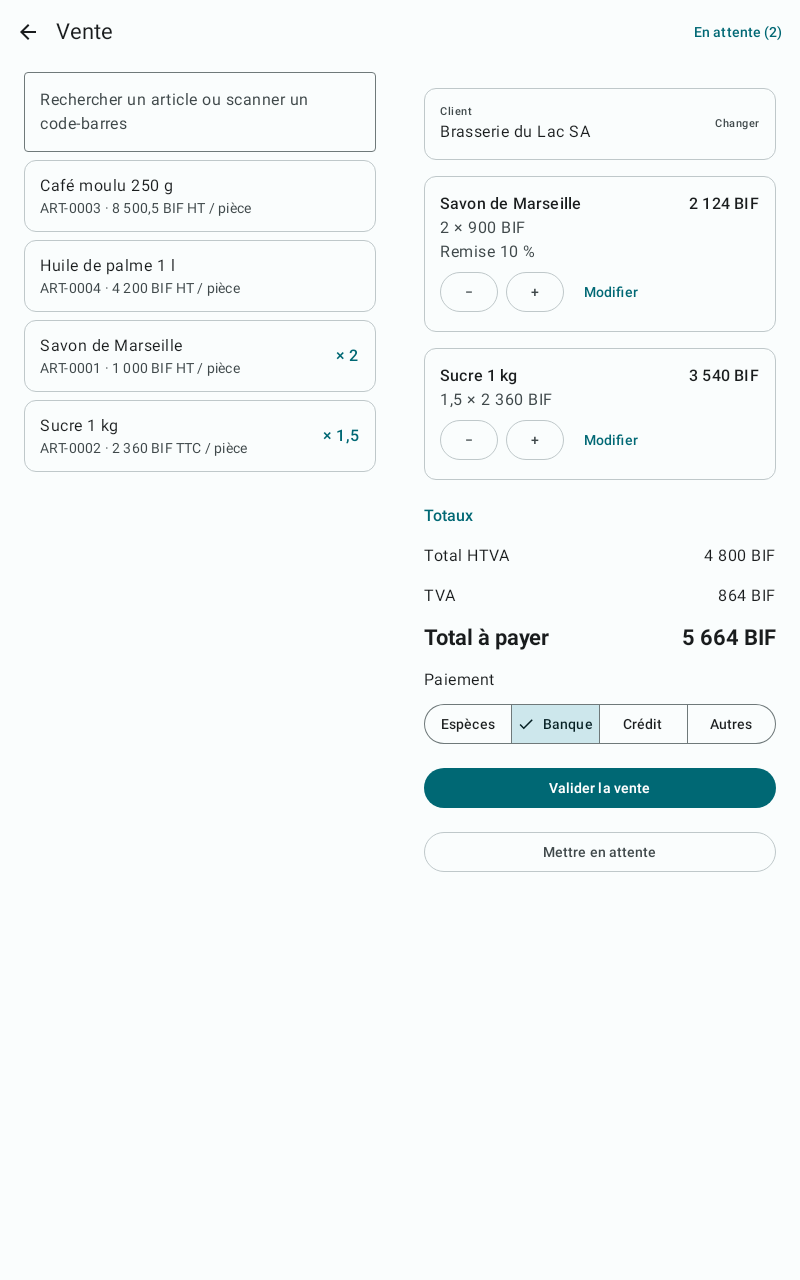 Vente
En attente (2)
Rechercher un article ou scanner un
code-barres
Café moulu 250 g
ART-0003 · 8 500,5 BIF HT / pièce
Huile de palme 1 l
ART-0004 · 4 200 BIF HT / pièce
Savon de Marseille
ART-0001 · 1 000 BIF HT / pièce
× 2
Sucre 1 kg
ART-0002 · 2 360 BIF TTC / pièce
× 1,5
Client
Brasserie du Lac SA
Changer
Savon de Marseille 2 124 BIF
2 × 900 BIF
Remise 10 %
− + Modifier
Sucre 1 kg 3 540 BIF
1,5 × 2 360 BIF
− + Modifier
Totaux
Total HTVA 4 800 BIF
TVA 864 BIF
Total à payer 5 664 BIF
Paiement
Espèces Banque Crédit Autres
Valider la vente
Mettre en attente